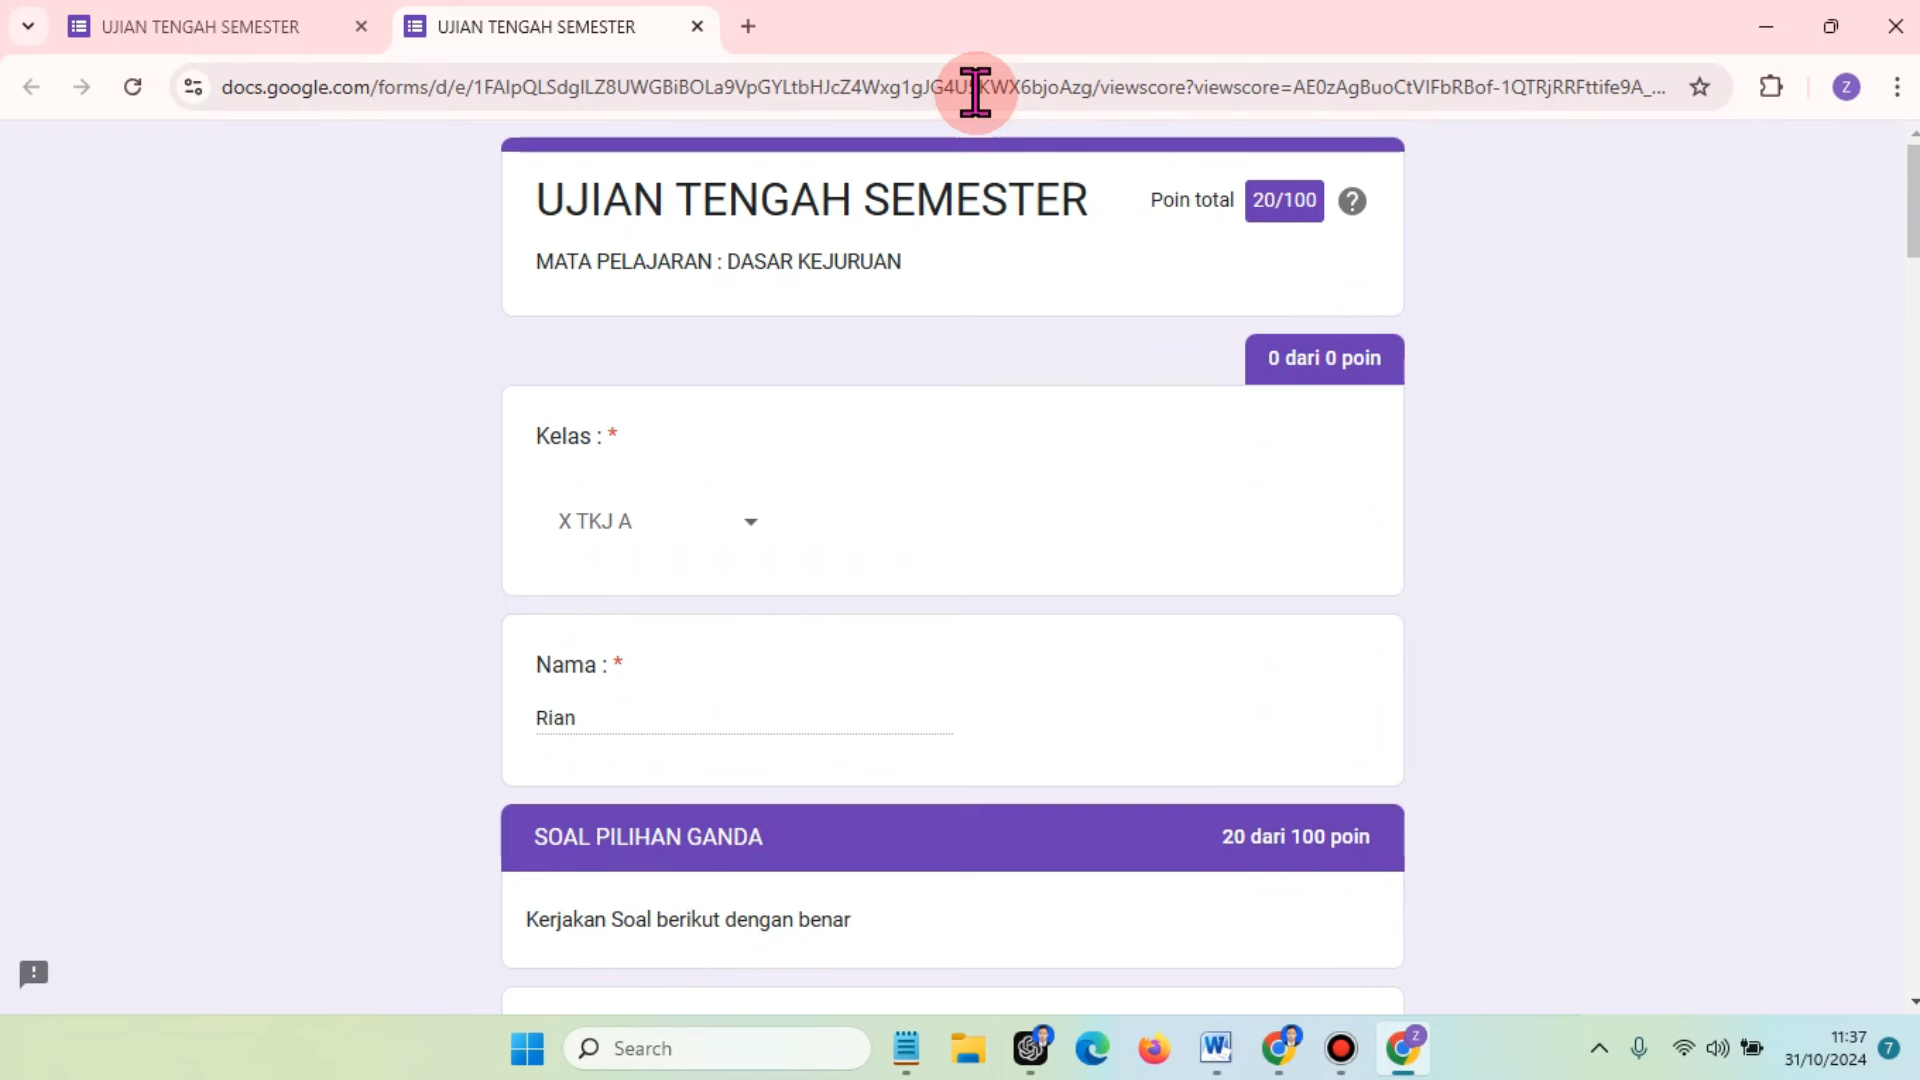 UJIAN TENGAH SEMESTER
UJIAN TENGAH SEMESTER
docs.google.com/forms/d/e/1FAIpQLSdgILZ8UWGBiBOLa9VpGYLtbHJcZ4Wxg1gJG4U5KWX6bjoAzg/viewscore?viewscore=AE0zAgBuoCtVIFbRBof-1QTRjRRFttife9A_...
Z
UJIAN TENGAH SEMESTER
Poin total 20/100
MATA PELAJARAN : DASAR KEJURUAN
0 dari 0 poin
Kelas : *
X TKJ A
Nama : *
Rian
SOAL PILIHAN GANDA
20 dari 100 poin
Kerjakan Soal berikut dengan benar
Search
Z
11:37
31/10/2024
7